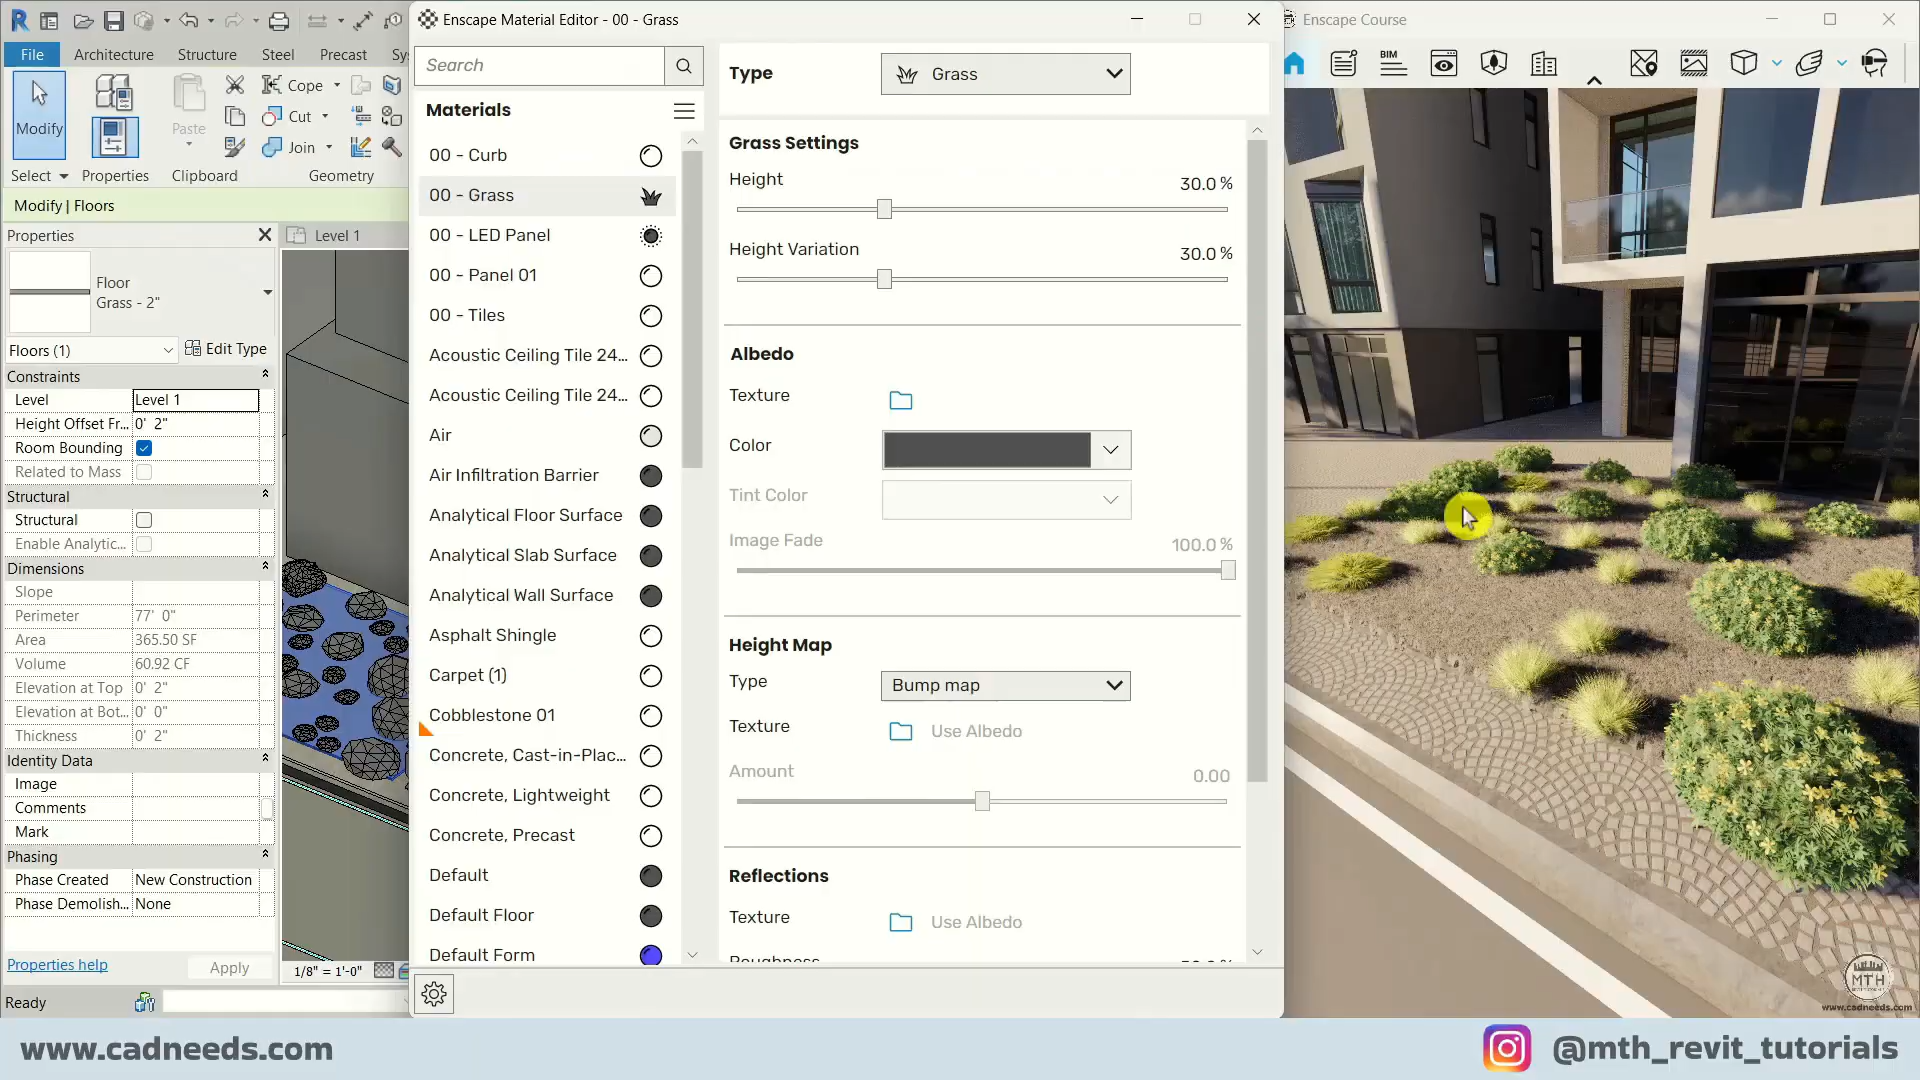 Enscape Material Editor - 00 - Grass
Enscape Course
File
Architecture
Structure
Steel
Precast
Sy
Modify
Paste
Cope
Cut
Join
Select
Properties
Clipboard
Geometry
BIM
Modify | Floors
Properties
Level 1
Floor
Grass - 2"
Floors (1)
Edit Type
Constraints
Level
Level 1
Height Offset Fr...
0' 2"
Room Bounding
Related to Mass
Structural
Structural
Enable Analytic...
Dimensions
Slope
Perimeter
77' 0"
Area
365.50 SF
Volume
60.92 CF
Elevation at Top
0' 2"
Elevation at Bot...
0' 0"
Thickness
0' 2"
Identity Data
Image
Comments
Mark
Phasing
Phase Created
New Construction
Phase Demolish...
None
Properties help
Apply
1/8" = 1'-0"
Ready
Search
Materials
00 - Curb
00 - Grass
00 - LED Panel
00 - Panel 01
00 - Tiles
Acoustic Ceiling Tile 24...
Acoustic Ceiling Tile 24...
Air
Air Infiltration Barrier
Analytical Floor Surface
Analytical Slab Surface
Analytical Wall Surface
Asphalt Shingle
Carpet (1)
Cobblestone 01
Concrete, Cast-in-Plac...
Concrete, Lightweight
Concrete, Precast
Default
Default Floor
Default Form
Type
Grass
Grass Settings
Height
30.0 %
Height Variation
30.0 %
Albedo
Texture
Color
Tint Color
Image Fade
100.0 %
Height Map
Type
Bump map
Texture
Use Albedo
Amount
0.00
Reflections
Texture
Use Albedo
Roughness
MTH
www.cadneeds.com
www.cadneeds.com
@mth_revit_tutorials